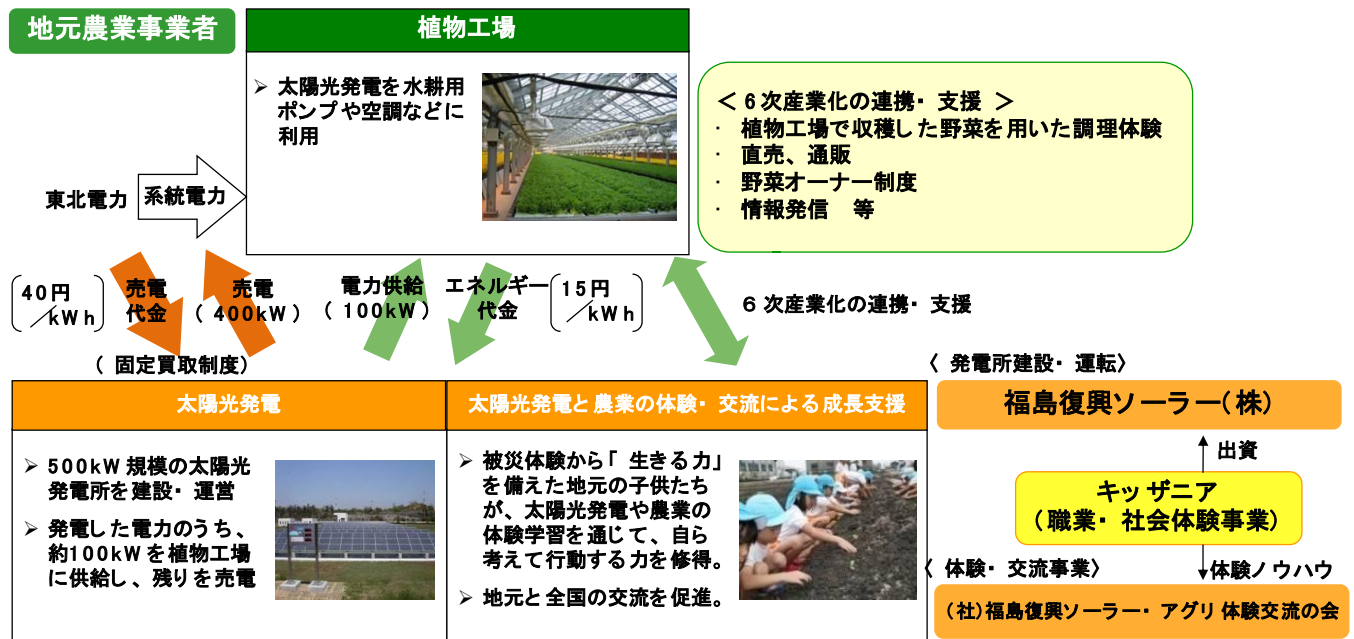 地元農業事業者
植物工場
➢ 太陽光発電を水耕用
ポンプや空調などに
利用
< 6次産業化の連携・支援 >
・ 植物工場で収穫した野菜を用いた調理体験
・ 直売、通販
・ 野菜オーナー制度
・ 情報発信 等
東北電力
系統電力
40円
／kWh
売電
代金
売電
(400kW)
電力供給
(100kW)
エネルギー
代金
15円
／kWh
6次産業化の連携・支援
(固定買取制度)
太陽光発電
➢ 500kW規模の太陽光
発電所を建設・運営
➢ 発電した電力のうち、
約100kWを植物工場
に供給し、残りを売電
太陽光発電と農業の体験・交流による成長支援
➢ 被災体験から「生きる力」
を備えた地元の子供たち
が、太陽光発電や農業の
体験学習を通じて、自ら
考えて行動する力を修得。
➢ 地元と全国の交流を促進。
〈 発電所建設・運転〉
福島復興ソーラー(株)
出資
キッザニア
(職業・社会体験事業)
〈 体験・交流事業〉
体験ノウハウ
(社)福島復興ソーラー・アグリ体験交流の会